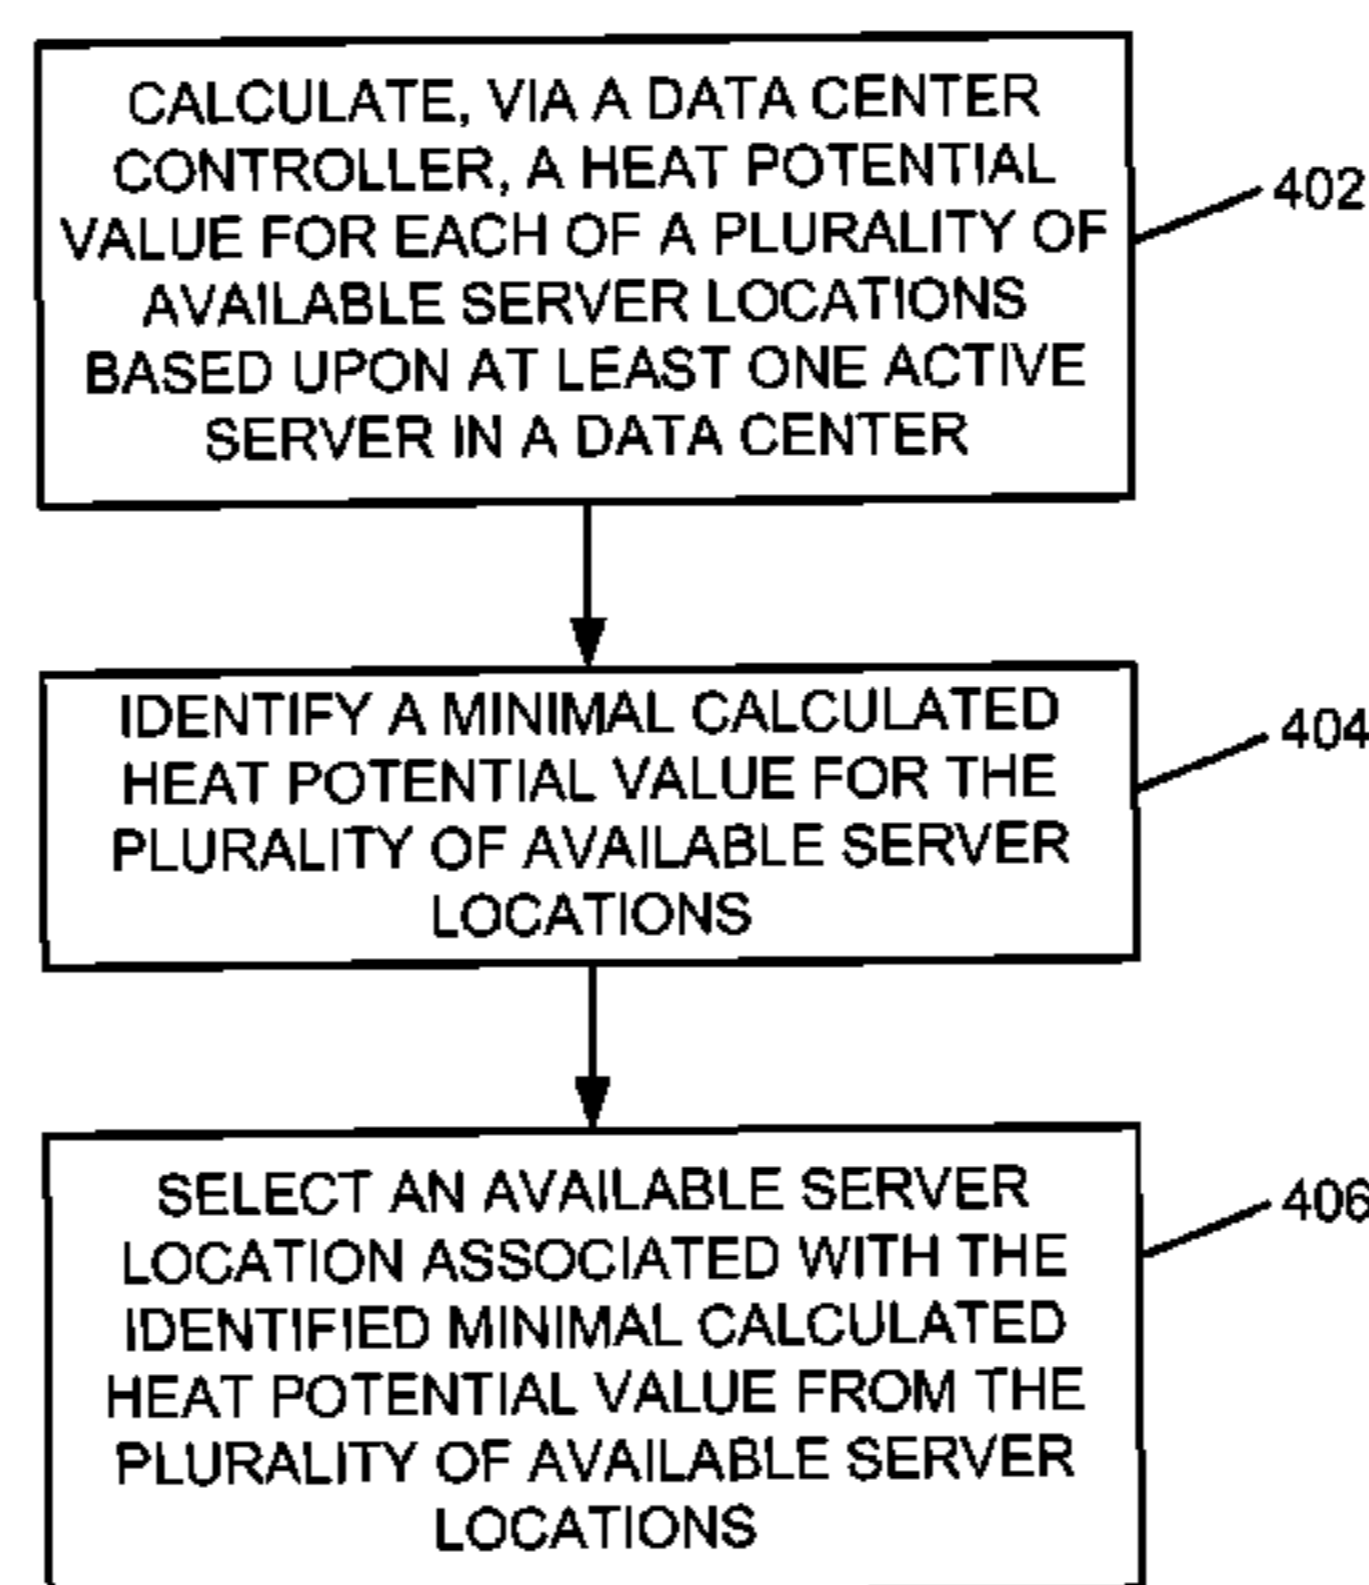 CALCULATE, VIA A DATA CENTER
CONTROLLER, A HEAT POTENTIAL
VALUE FOR EACH OF A PLURALITY OF
AVAILABLE SERVER LOCATIONS
BASED UPON AT LEAST ONE ACTIVE
SERVER IN A DATA CENTER
402
IDENTIFY A MINIMAL CALCULATED
HEAT POTENTIAL VALUE FOR THE
PLURALITY OF AVAILABLE SERVER
LOCATIONS
404
SELECT AN AVAILABLE SERVER
LOCATION ASSOCIATED WITH THE
IDENTIFIED MINIMAL CALCULATED
HEAT POTENTIAL VALUE FROM THE
PLURALITY OF AVAILABLE SERVER
LOCATIONS
406